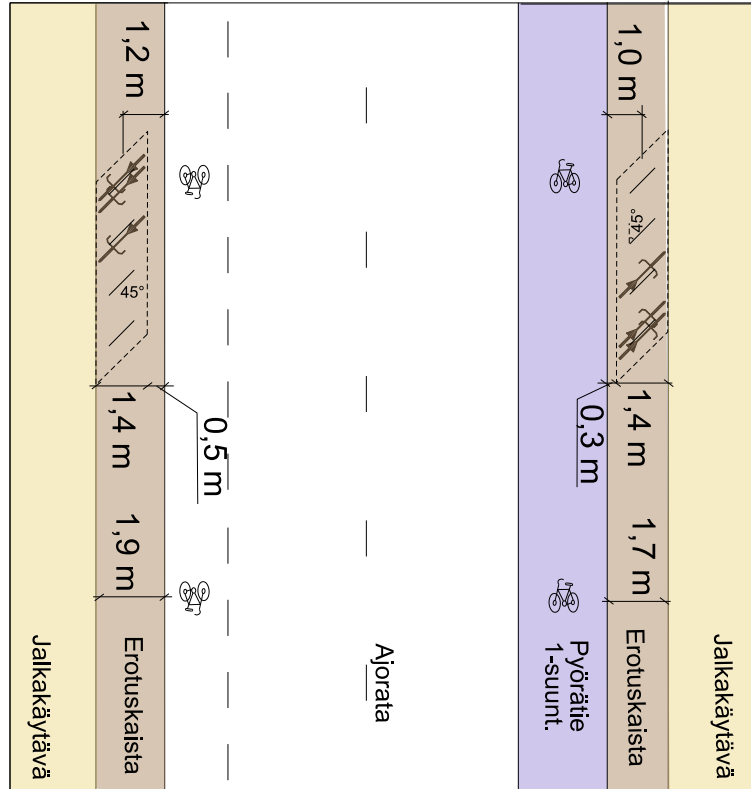 1,2 m
1,0 m
45°
45°
1,4 m
0,5 m
0,3 m
1,4 m
1,9 m
1,7 m
Jalkakäytävä
Erotuskaista
Ajorata
Pyörätie
1-suunt.
Erotuskaista
Jalkakäytävä